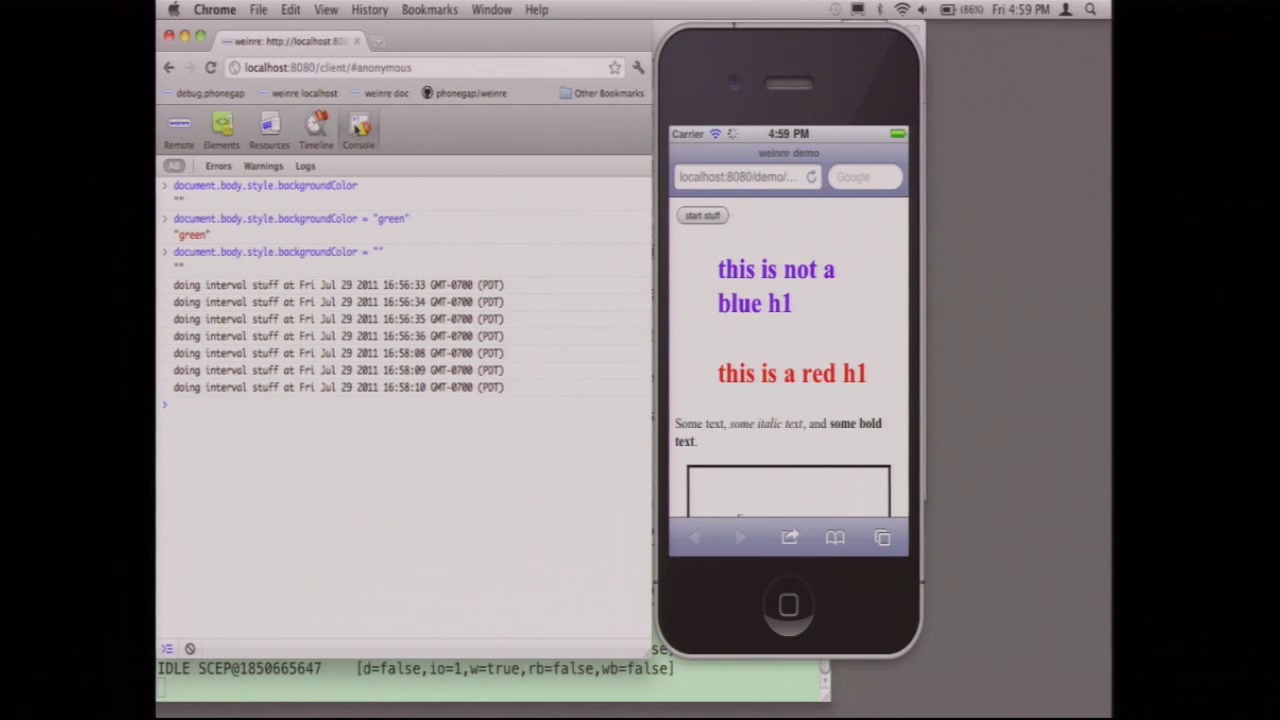 Chrome File Edit View History Bookmarks Window Help (86%) Fri 4:59 PM
weinre: http://localhost:808
localhost:8080/client/#anonymous
debug.phonegap weinre localhost weinre doc phonegap/weinre Other Bookmarks
Remote Elements Resources Timeline Console
All Errors Warnings Logs
> document.body.style.backgroundColor
""
> document.body.style.backgroundColor = "green"
"green"
> document.body.style.backgroundColor = ""
""
doing interval stuff at Fri Jul 29 2011 16:56:33 GMT-0700 (PDT)
doing interval stuff at Fri Jul 29 2011 16:56:34 GMT-0700 (PDT)
doing interval stuff at Fri Jul 29 2011 16:56:35 GMT-0700 (PDT)
doing interval stuff at Fri Jul 29 2011 16:56:36 GMT-0700 (PDT)
doing interval stuff at Fri Jul 29 2011 16:58:08 GMT-0700 (PDT)
doing interval stuff at Fri Jul 29 2011 16:58:09 GMT-0700 (PDT)
doing interval stuff at Fri Jul 29 2011 16:58:10 GMT-0700 (PDT)
>
IDLE SCEP@1850665647 [d=false,io=1,w=true,rb=false,wb=false]
Carrier 4:59 PM
weinre demo
localhost:8080/demo/... Google
start stuff
this is not a
blue h1
this is a red h1
Some text, some italic text, and some bold
text.